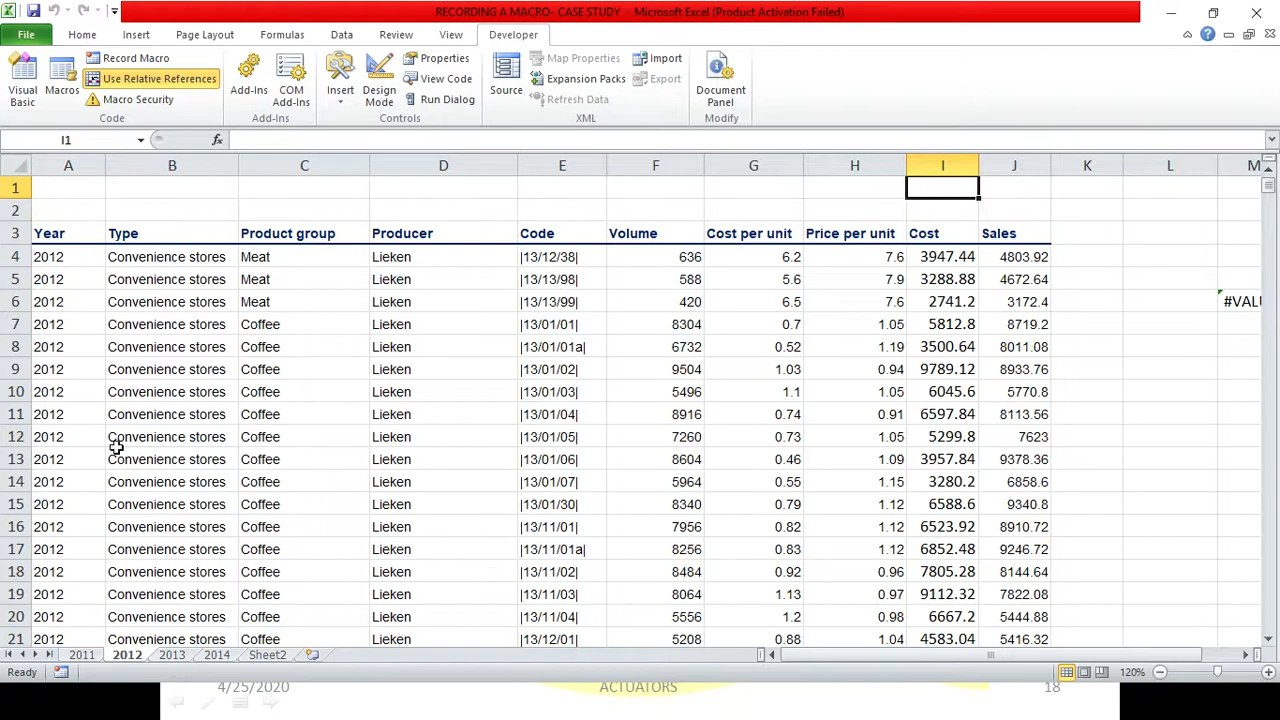 RECORDING A MACRO- CASE STUDY - Microsoft Excel (Product Activation Failed)
File Home Insert Page Layout Formulas Data Review View Developer
Visual Basic
Macros
Record Macro
Use Relative References
Macro Security
Code
Add-Ins
COM Add-Ins
Add-Ins
Insert
Design Mode
Properties
View Code
Run Dialog
Controls
Source
Map Properties
Expansion Packs
Refresh Data
Import
Export
XML
Document Panel
Modify
I1 fx
A B C D E F G H I J K L M
1
2
3 Year Type Product group Producer Code Volume Cost per unit Price per unit Cost Sales
4 2012 Convenience stores Meat Lieken |13/12/38| 636 6.2 7.6 3947.44 4803.92
5 2012 Convenience stores Meat Lieken |13/13/98| 588 5.6 7.9 3288.88 4672.64
6 2012 Convenience stores Meat Lieken |13/13/99| 420 6.5 7.6 2741.2 3172.4 #VAL
7 2012 Convenience stores Coffee Lieken |13/01/01| 8304 0.7 1.05 5812.8 8719.2
8 2012 Convenience stores Coffee Lieken |13/01/01a| 6732 0.52 1.19 3500.64 8011.08
9 2012 Convenience stores Coffee Lieken |13/01/02| 9504 1.03 0.94 9789.12 8933.76
10 2012 Convenience stores Coffee Lieken |13/01/03| 5496 1.1 1.05 6045.6 5770.8
11 2012 Convenience stores Coffee Lieken |13/01/04| 8916 0.74 0.91 6597.84 8113.56
12 2012 Convenience stores Coffee Lieken |13/01/05| 7260 0.73 1.05 5299.8 7623
13 2012 Convenience stores Coffee Lieken |13/01/06| 8604 0.46 1.09 3957.84 9378.36
14 2012 Convenience stores Coffee Lieken |13/01/07| 5964 0.55 1.15 3280.2 6858.6
15 2012 Convenience stores Coffee Lieken |13/01/30| 8340 0.79 1.12 6588.6 9340.8
16 2012 Convenience stores Coffee Lieken |13/11/01| 7956 0.82 1.12 6523.92 8910.72
17 2012 Convenience stores Coffee Lieken |13/11/01a| 8256 0.83 1.12 6852.48 9246.72
18 2012 Convenience stores Coffee Lieken |13/11/02| 8484 0.92 0.96 7805.28 8144.64
19 2012 Convenience stores Coffee Lieken |13/11/03| 8064 1.13 0.97 9112.32 7822.08
20 2012 Convenience stores Coffee Lieken |13/11/04| 5556 1.2 0.98 6667.2 5444.88
21 2012 Convenience stores Coffee Lieken |13/12/01| 5208 0.88 1.04 4583.04 5416.32
2011 2012 2013 2014 Sheet2
Ready 120%
4/25/2020 ACTUATORS 18